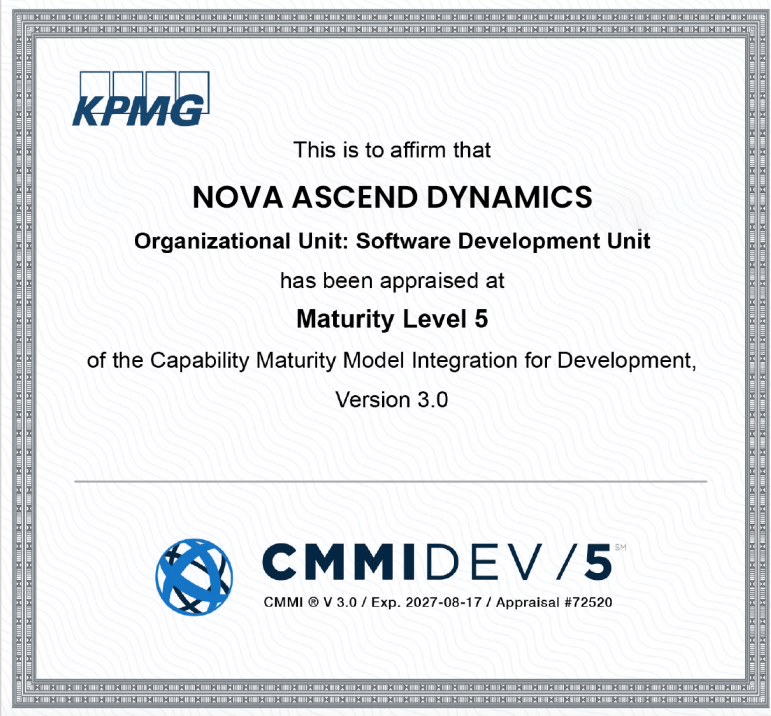 KPMG
This is to affirm that
NOVA ASCEND DYNAMICS
Organizational Unit: Software Development Unit
has been appraised at
Maturity Level 5
of the Capability Maturity Model Integration for Development,
Version 3.0
CMMIDEV/5 SM
CMMI ® V 3.0 / Exp. 2027-08-17 / Appraisal #72520